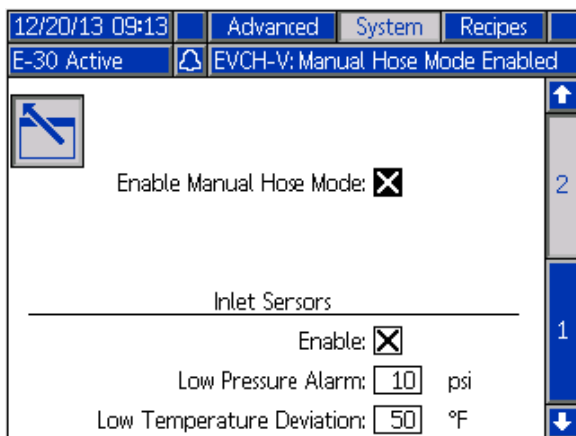 12/20/13 09:13 Advanced System Recipes
E-30 Active EVCH-V: Manual Hose Mode Enabled
Enable Manual Hose Mode:
2
Inlet Sersors
Enable:
1
Low Pressure Alarm: 10 psi
Low Temperature Deviation: 50 °F